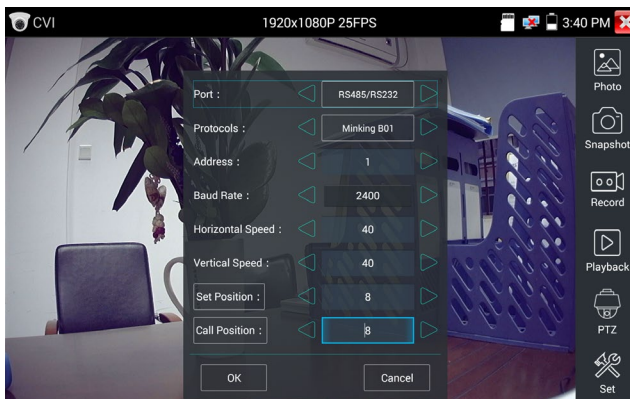 CVI
1920x1080P 25FPS
3:40 PM
Port : RS485/RS232
Protocols : Minking B01
Address : 1
Baud Rate : 2400
Horizontal Speed : 40
Vertical Speed : 40
Set Position : 8
Call Position : 8
OK Cancel
Photo
Snapshot
Record
Playback
PTZ
Set